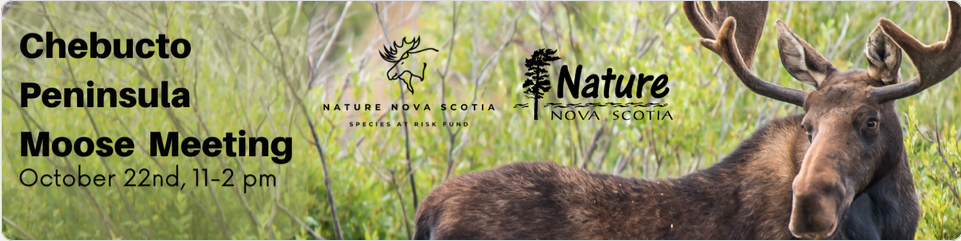 Chebucto
Peninsula
Moose Meeting
October 22nd, 11-2 pm
NATURE NOVA SCOTIA
SPECIES AT RISK FUND
Nature
NOVA SCOTIA